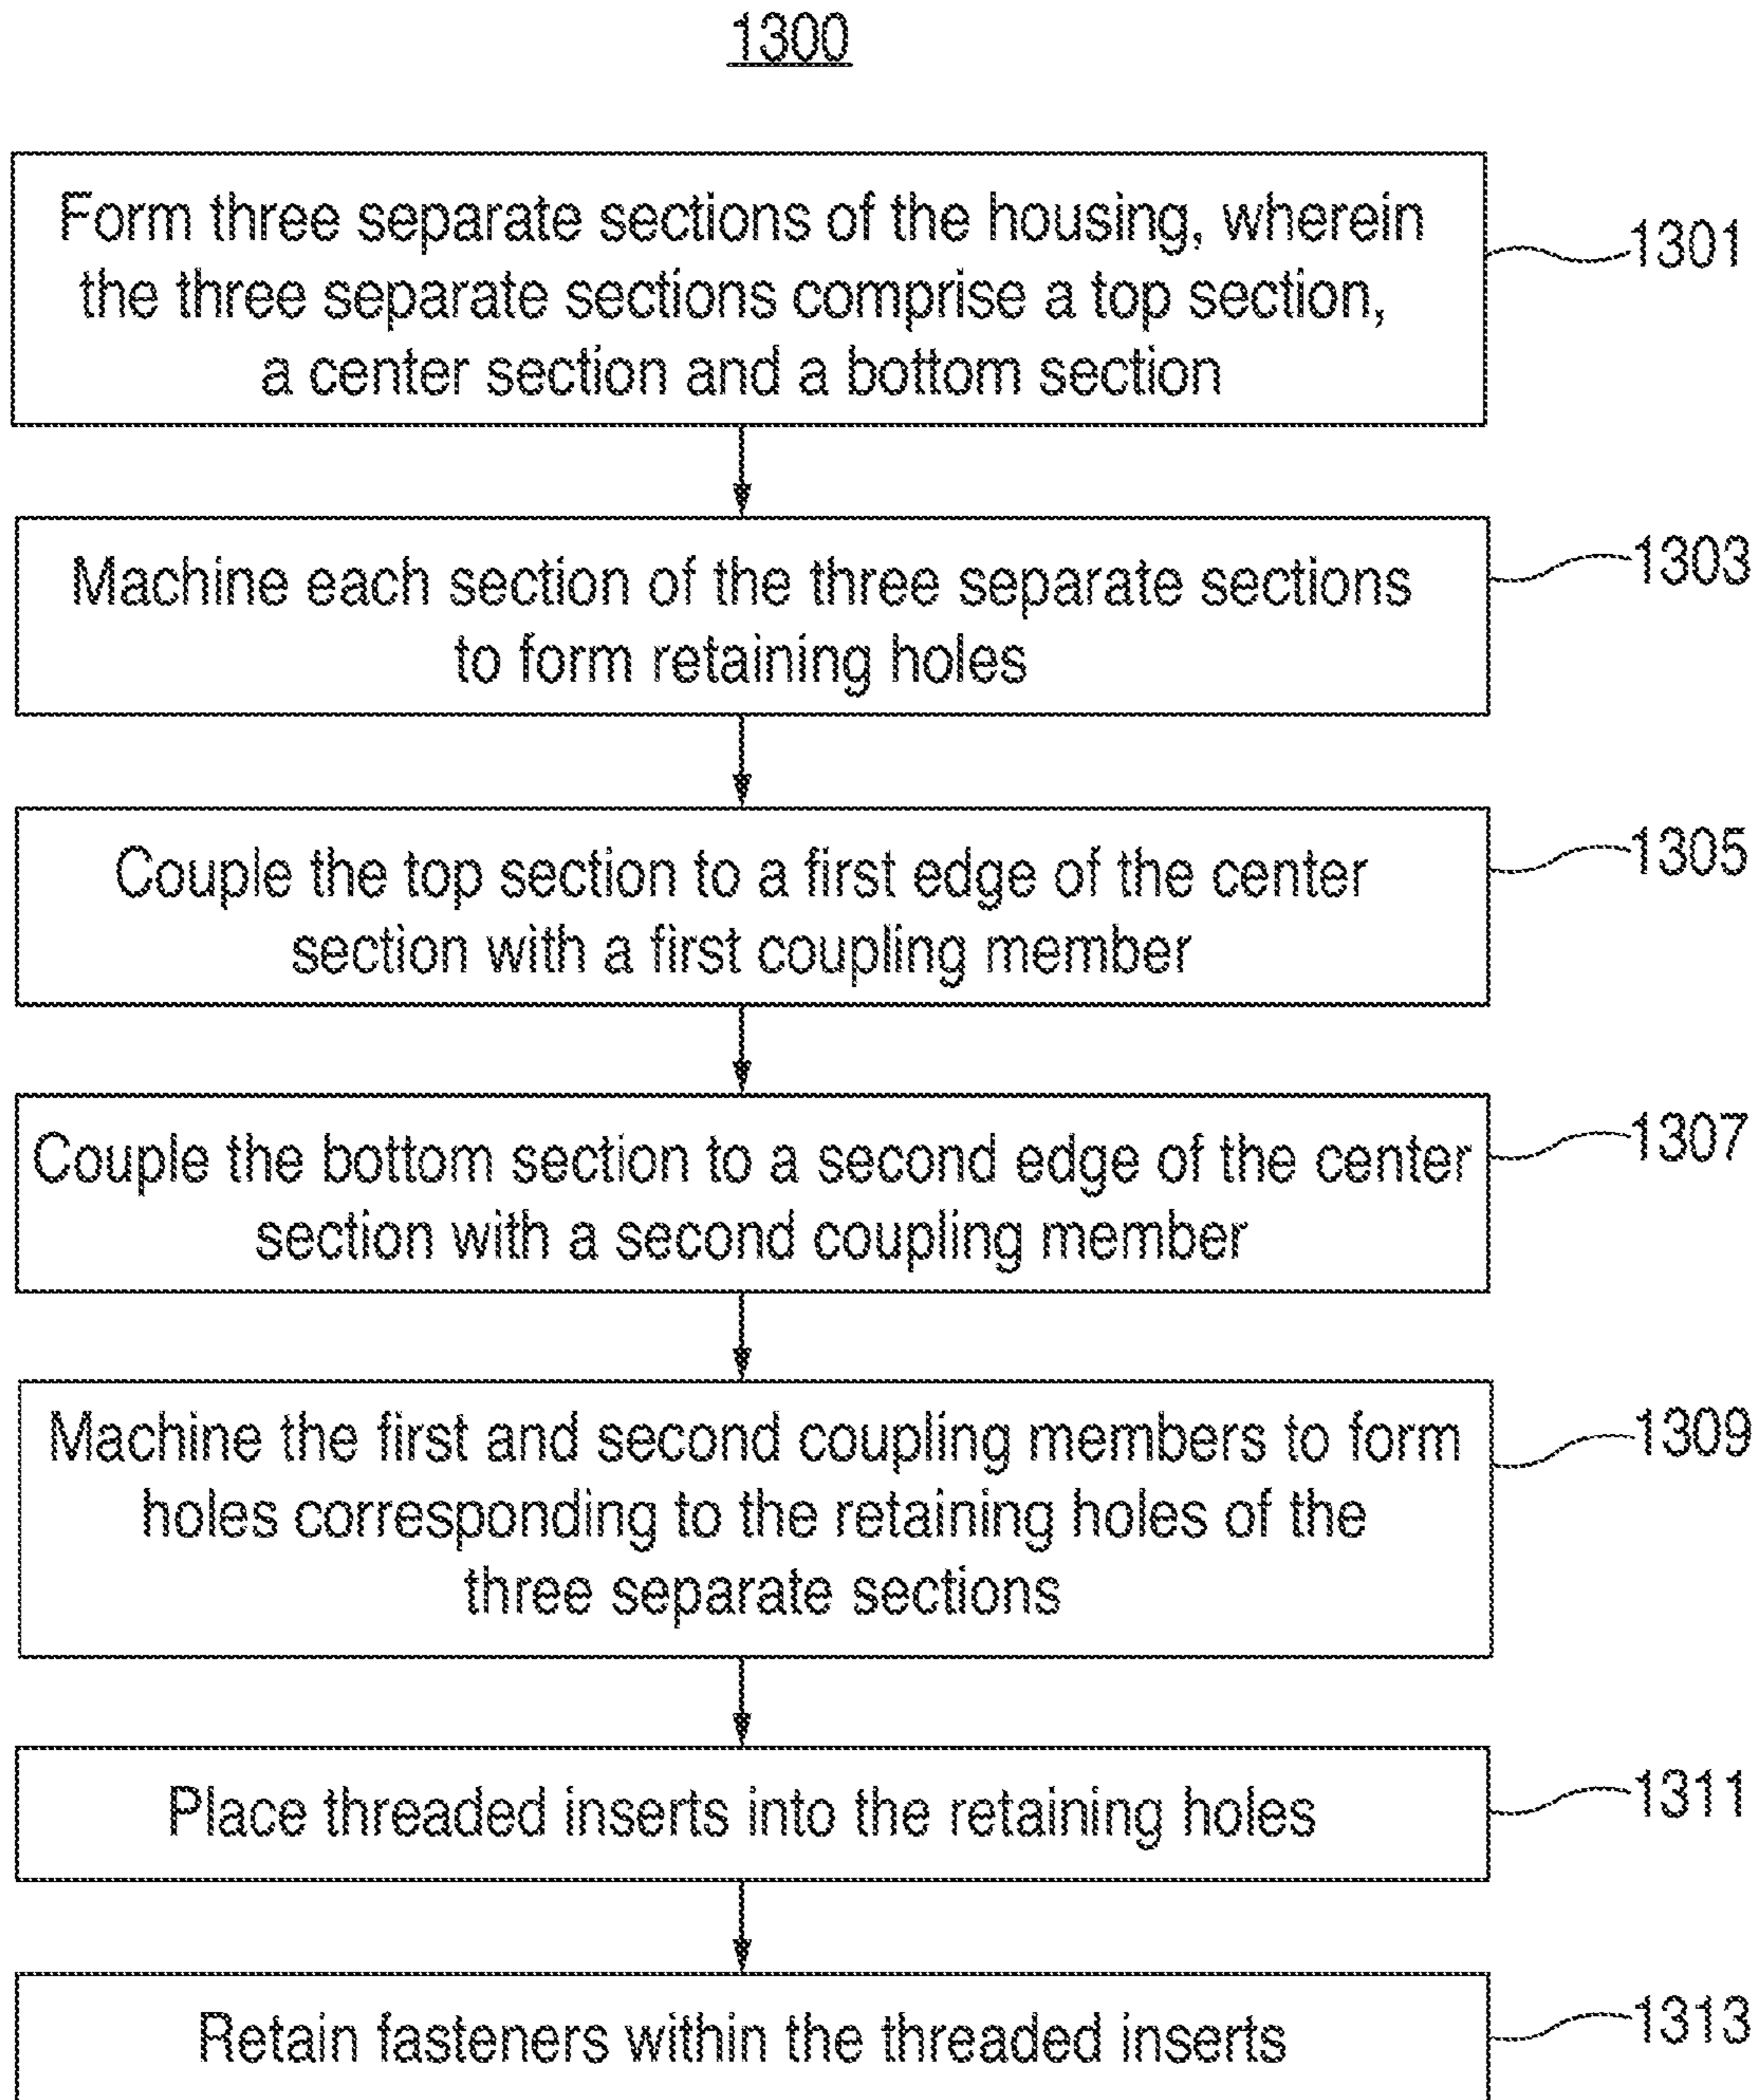 1300
Form three separate sections of the housing, wherein
the three separate sections comprise a top section,
a center section and a bottom section
1301
Machine each section of the three separate sections
to form retaining holes
1303
Couple the top section to a first edge of the center
section with a first coupling member
1305
Couple the bottom section to a second edge of the center
section with a second coupling member
1307
Machine the first and second coupling members to form
holes corresponding to the retaining holes of the
three separate sections
1309
Place threaded inserts into the retaining holes
1311
Retain fasteners within the threaded inserts
1313